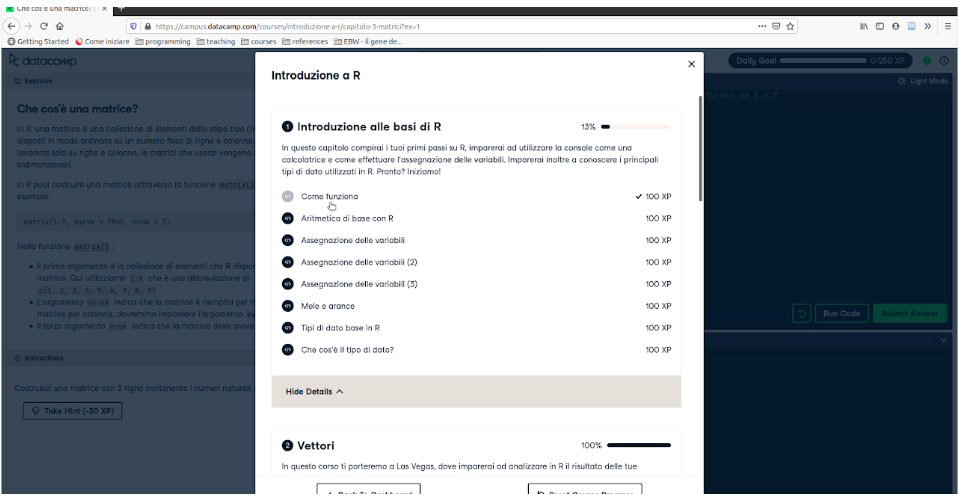 Che cos'è una matrice? | R
https://campus.datacamp.com/courses/introduzione-a-r/capitolo-3-matrici?ex=1
Getting Started
Come iniziare
programming
teaching
courses
references
EBW - il gene de...
datacamp
Daily Goal
0/250 XP
Exercise
Light Mode
Introduzione a R
Che cos'è una matrice?
In R, una matrice è una collezione di elementi dello stipo tipo (n
disposti in modo ordinato su un numero fisso di righe e colonne.
lavorerai solo su righe e colonne, le matrici che userai vengono
bidimensionali.
In R puoi costruire una matrice attraverso la funzione matrix()
esempio:
matrix(1:9, byrow = TRUE, nrow = 3)
Nella funzione matrix() :
Il primo argomento è la collezione di elementi che R dispor
matrice. Qui utilizziamo 1:9 che è una abbreviazione di
c(1, 2, 3, 4, 5, 6, 7, 8, 9) .
L'argomento byrow indica che la matrice è riempita per ri
matrice per colonna, dovremmo impostare l'argomento by
Il terzo argomento nrow indica che la matrice deve avere
Instructions
Costruisci una matrice con 3 righe contenente i numeri naturali
Take Hint (-30 XP)
1 Introduzione alle basi di R
13%
In questo capitolo compirai i tuoi primi passi su R, imparerai ad utilizzare la console come una
calcolatrice e come effettuare l'assegnazione delle variabili. Imparerai inoltre a conoscere i principali
tipi di dato utilizzati in R. Pronto? Iniziamo!
Come funziona
100 XP
Aritmetica di base con R
100 XP
Assegnazione delle variabili
100 XP
Assegnazione delle variabili (2)
100 XP
Assegnazione delle variabili (3)
100 XP
Mele e arance
100 XP
Tipi di dato base in R
100 XP
Che cos'è il tipo di dato?
100 XP
Hide Details
2 Vettori
100%
In questo corso ti porteremo a Las Vegas, dove imparerai ad analizzare in R il risultato delle tue
Back To Dashboard
Reset Course Progress
turali da 1 a 9
Run Code
Submit Answer